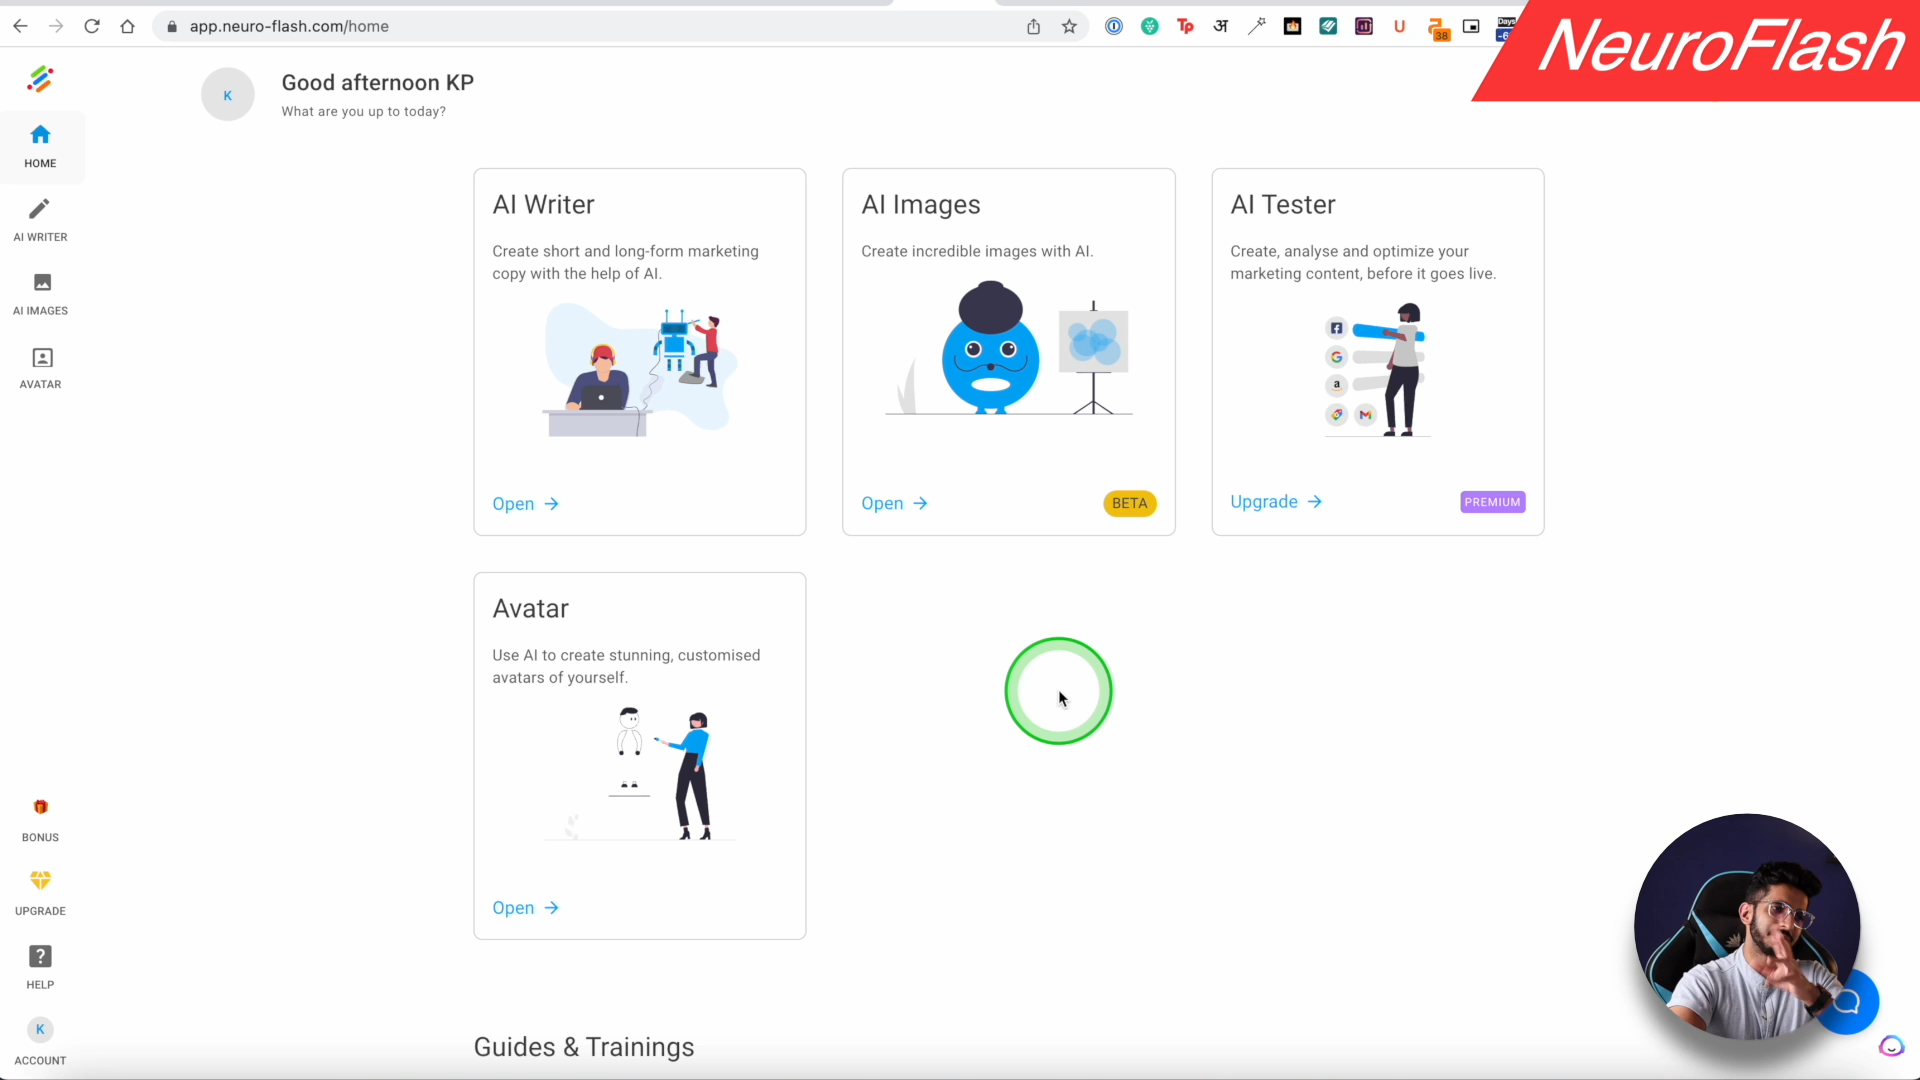 app.neuro-flash.com/home
Tp
अ
U
38
Days
NeuroFlash
K
Good afternoon KP
What are you up to today?
HOME
AI WRITER
AI IMAGES
AVATAR
AI Writer
Create short and long-form marketing
copy with the help of AI.
Open
AI Images
Create incredible images with AI.
Open
BETA
AI Tester
Create, analyse and optimize your
marketing content, before it goes live.
Upgrade
PREMIUM
Avatar
Use AI to create stunning, customised
avatars of yourself.
Open
BONUS
UPGRADE
HELP
K
ACCOUNT
Guides & Trainings